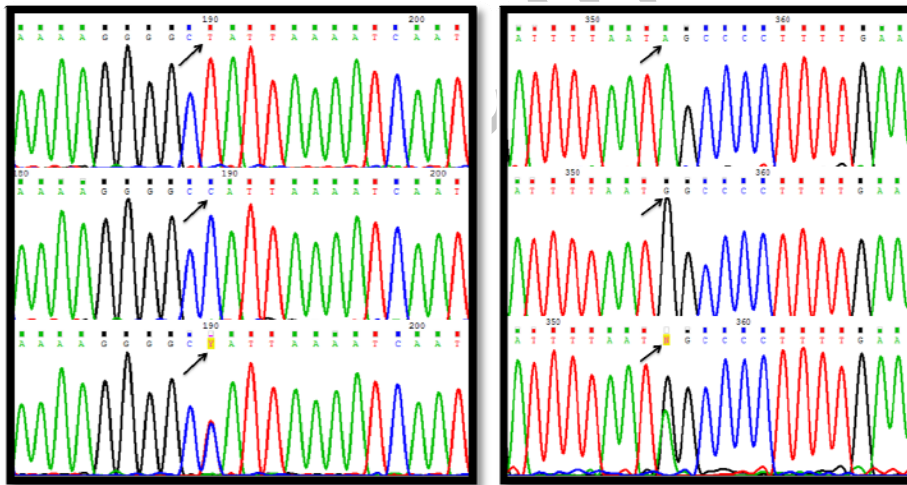 190 200
A A A A G G G G C T A T T A A A A T C A A T
180 190 200
A A A A G G G G C C A T T A A A A T C A A T
190 200
A A A A G G G G C A T T A A A A T C A A T
350 360
A T T T T A A T A G C C C C T T T T G A A
350 360
A T T T T A A T G G C C C C T T T T G A A
350 360
A T T T T A A T G C C C C T T T T G A A